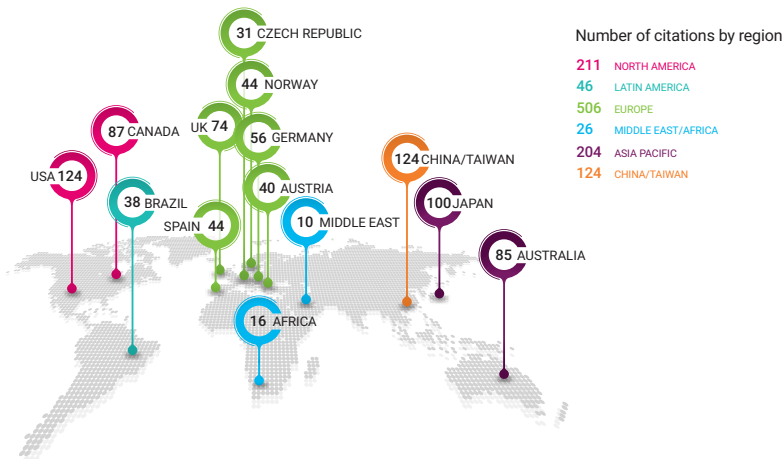 31 CZECH REPUBLIC
44 NORWAY
87 CANADA
UK 74
56 GERMANY
USA 124
124 CHINA/TAIWAN
38 BRAZIL
40 AUSTRIA
100 JAPAN
SPAIN 44
10 MIDDLE EAST
85 AUSTRALIA
16 AFRICA
Number of citations by region
211 NORTH AMERICA
46 LATIN AMERICA
506 EUROPE
26 MIDDLE EAST/AFRICA
204 ASIA PACIFIC
124 CHINA/TAIWAN